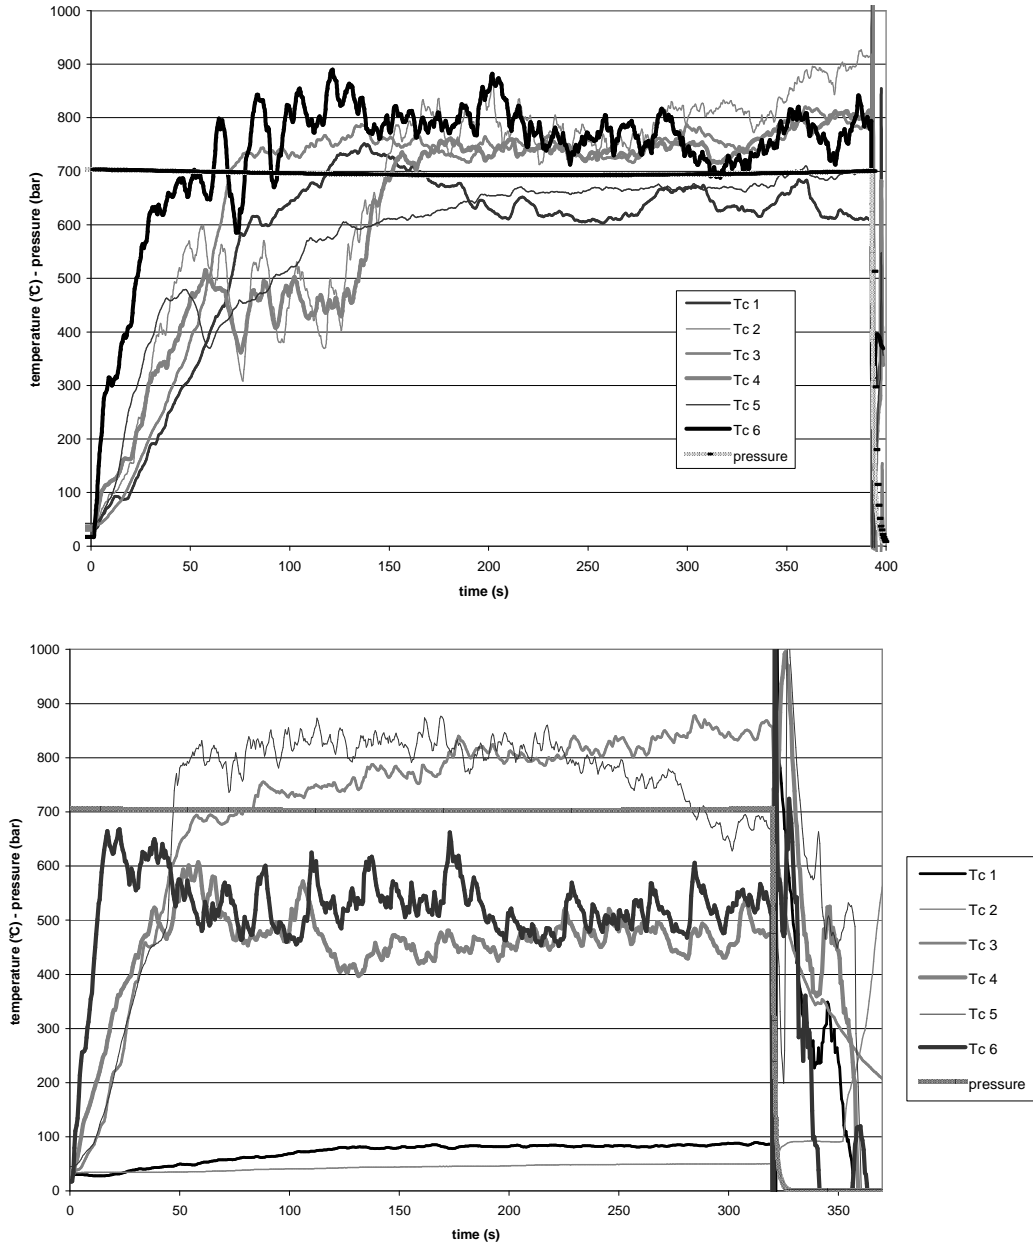 temperature (℃) - pressure (bar)
1000
900
800
700
600
500
400
300
200
100
0
0 50 100 150 200 250 300 350 400
time (s)
Tc 1
Tc 2
Tc 3
Tc 4
Tc 5
Tc 6
pressure
temperature (℃) - pressure (bar)
1000
900
800
700
600
500
400
300
200
100
0
0 50 100 150 200 250 300 350
time (s)
Tc 1
Tc 2
Tc 3
Tc 4
Tc 5
Tc 6
pressure